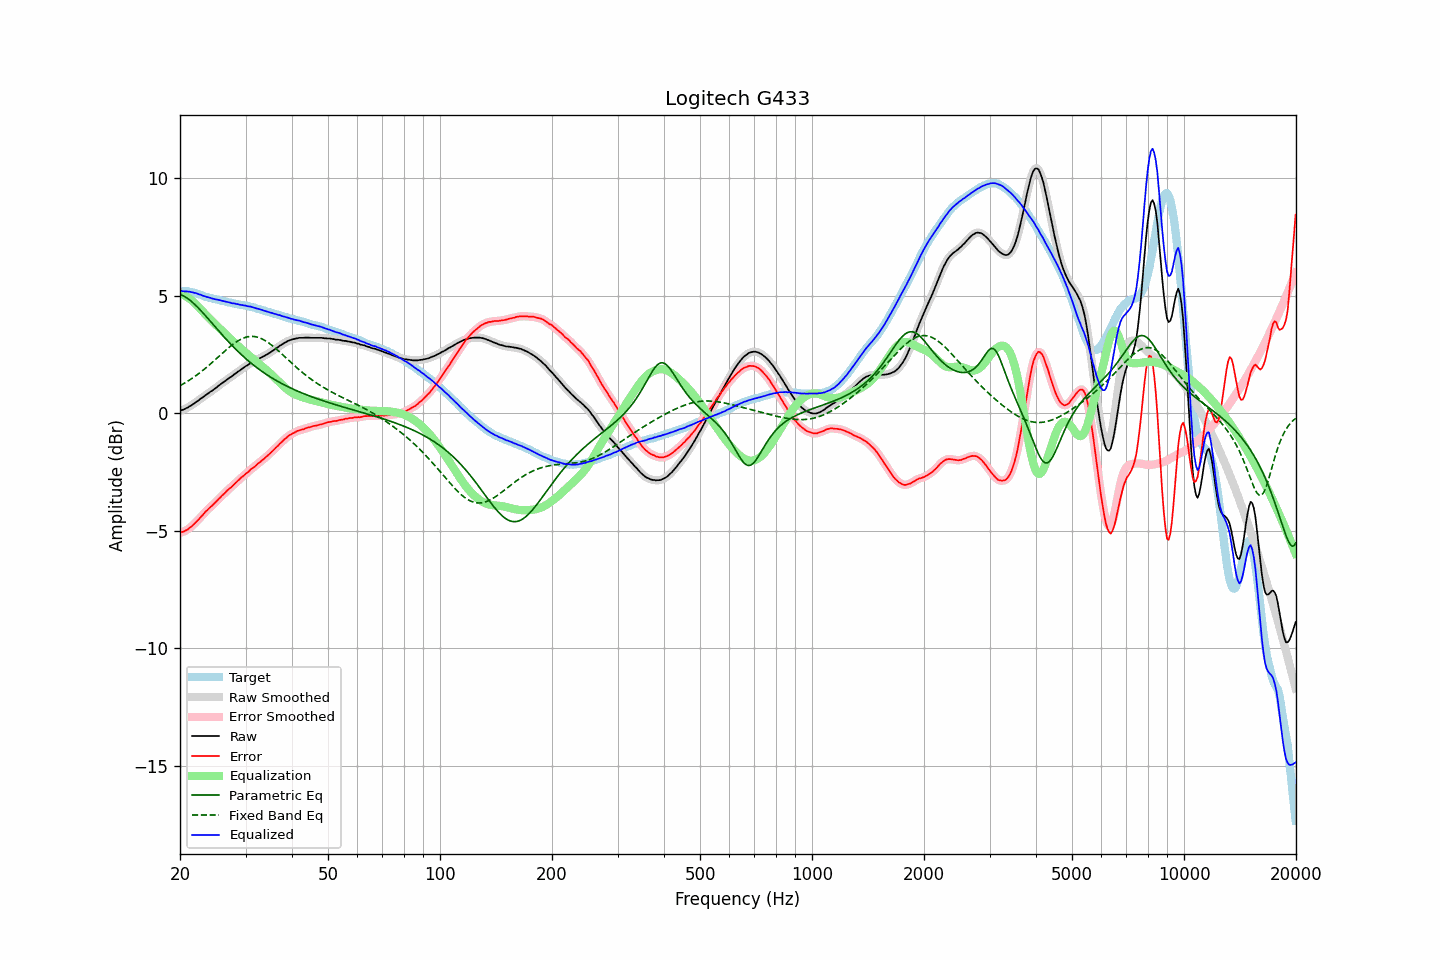 Logitech G433
Amplitude (dBr)
10
5
0
−5
−10
−15
Target
Raw Smoothed
Error Smoothed
Raw
Error
Equalization
Parametric Eq
Fixed Band Eq
Equalized
20 50 100 200 500 1000 2000 5000 10000 20000
Frequency (Hz)